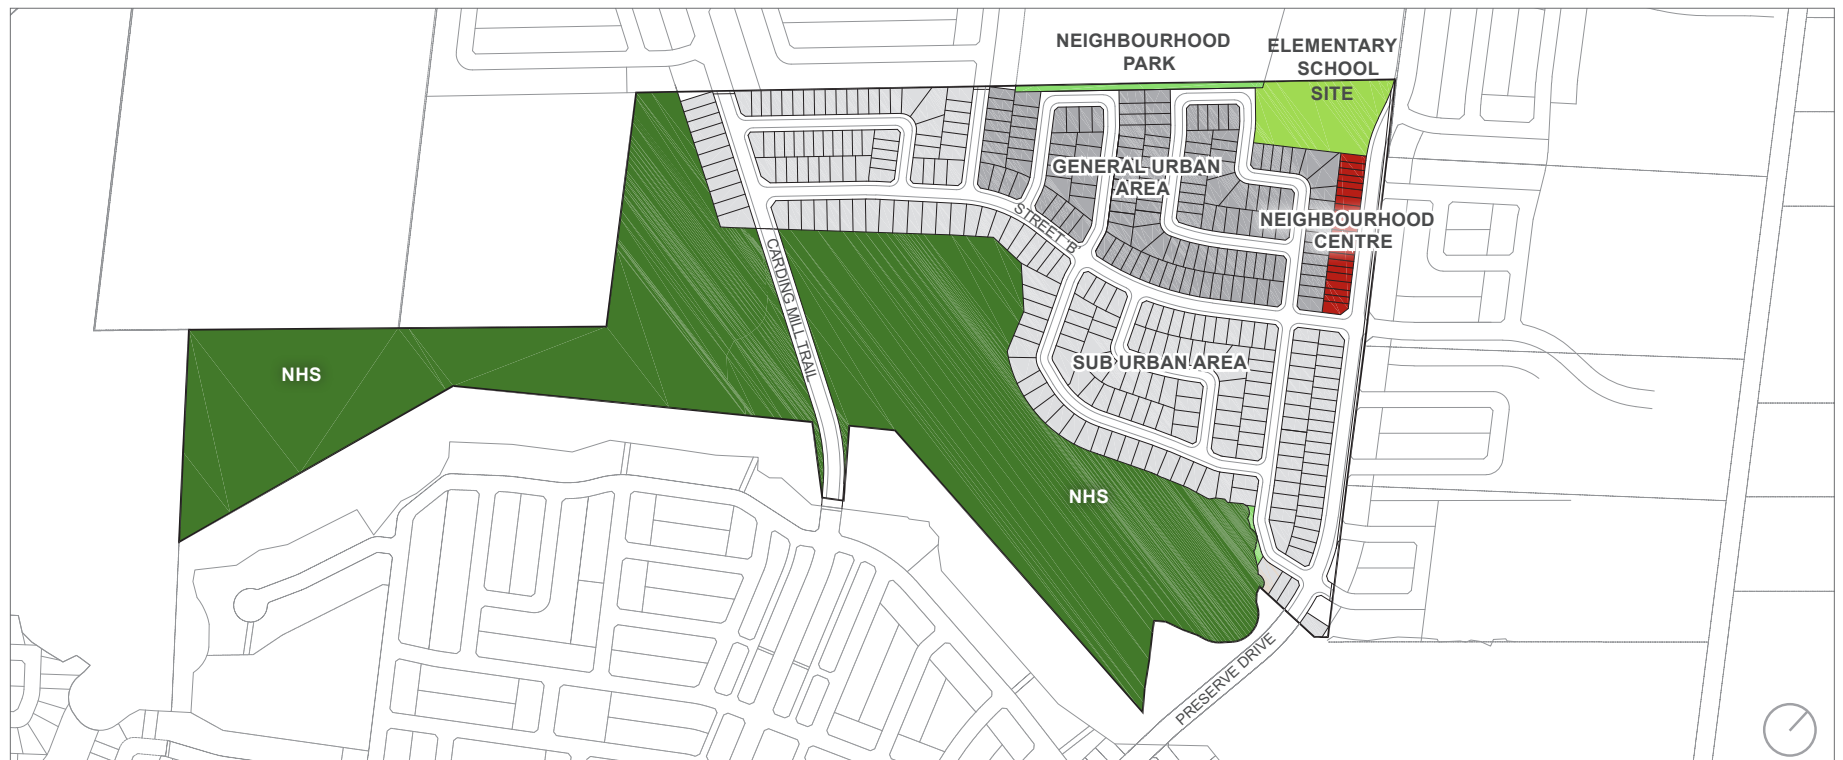 NEIGHBOURHOOD
PARK
ELEMENTARY
SCHOOL
SITE
GENERAL URBAN
AREA
STREET 'B'
NEIGHBOURHOOD
CENTRE
CARDING MILL TRAIL
SUB URBAN AREA
NHS
NHS
PRESERVE DRIVE